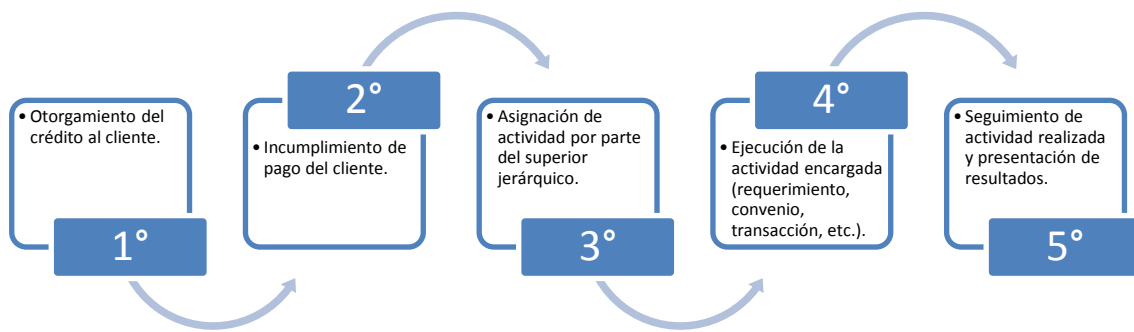 • Otorgamiento del
crédito al cliente.
1°
2°
• Incumplimiento de
pago del cliente.
• Asignación de
actividad por parte
del superior
jerárquico.
3°
4°
• Ejecución de la
actividad encargada
(requerimiento,
convenio,
transacción, etc.).
• Seguimiento de
actividad realizada
y presentación de
resultados.
5°